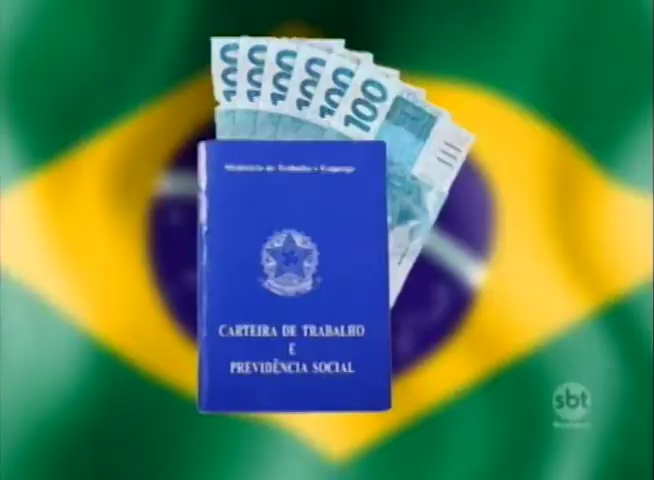 100 100 100 100 100 100
Ministério do Trabalho e Emprego
CARTEIRA DE TRABALHO
E
PREVIDÊNCIA SOCIAL
sbt